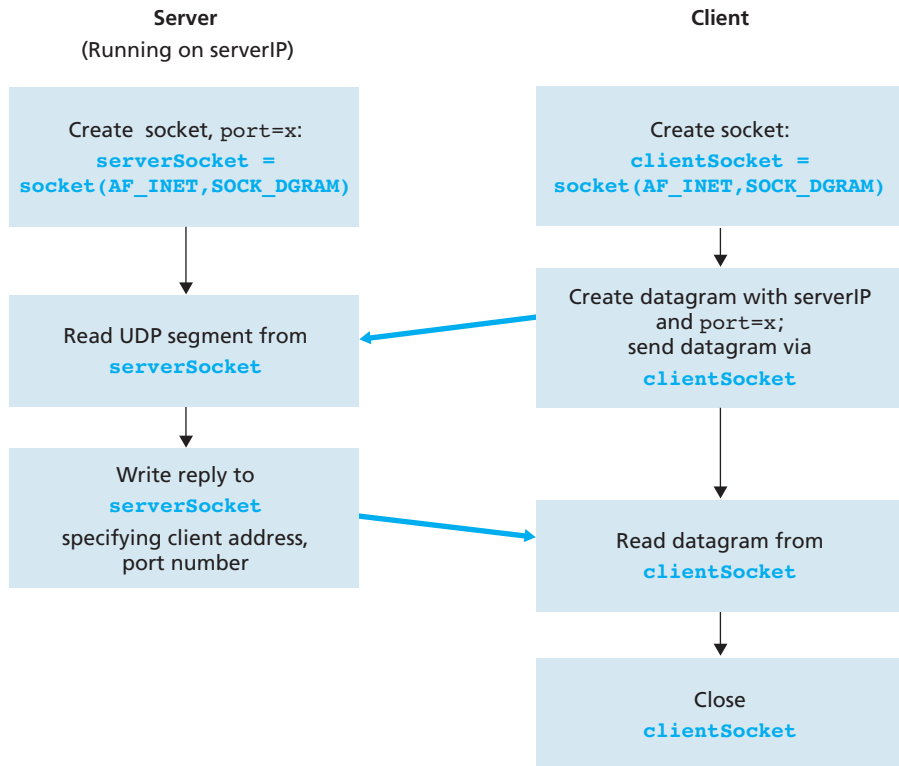 Server
(Running on serverIP)
Create socket, port=x:
serverSocket =
socket(AF_INET,SOCK_DGRAM)
Read UDP segment from
serverSocket
Write reply to
serverSocket
specifying client address,
port number
Client
Create socket:
clientSocket =
socket(AF_INET,SOCK_DGRAM)
Create datagram with serverIP
and port=x;
send datagram via
clientSocket
Read datagram from
clientSocket
Close
clientSocket